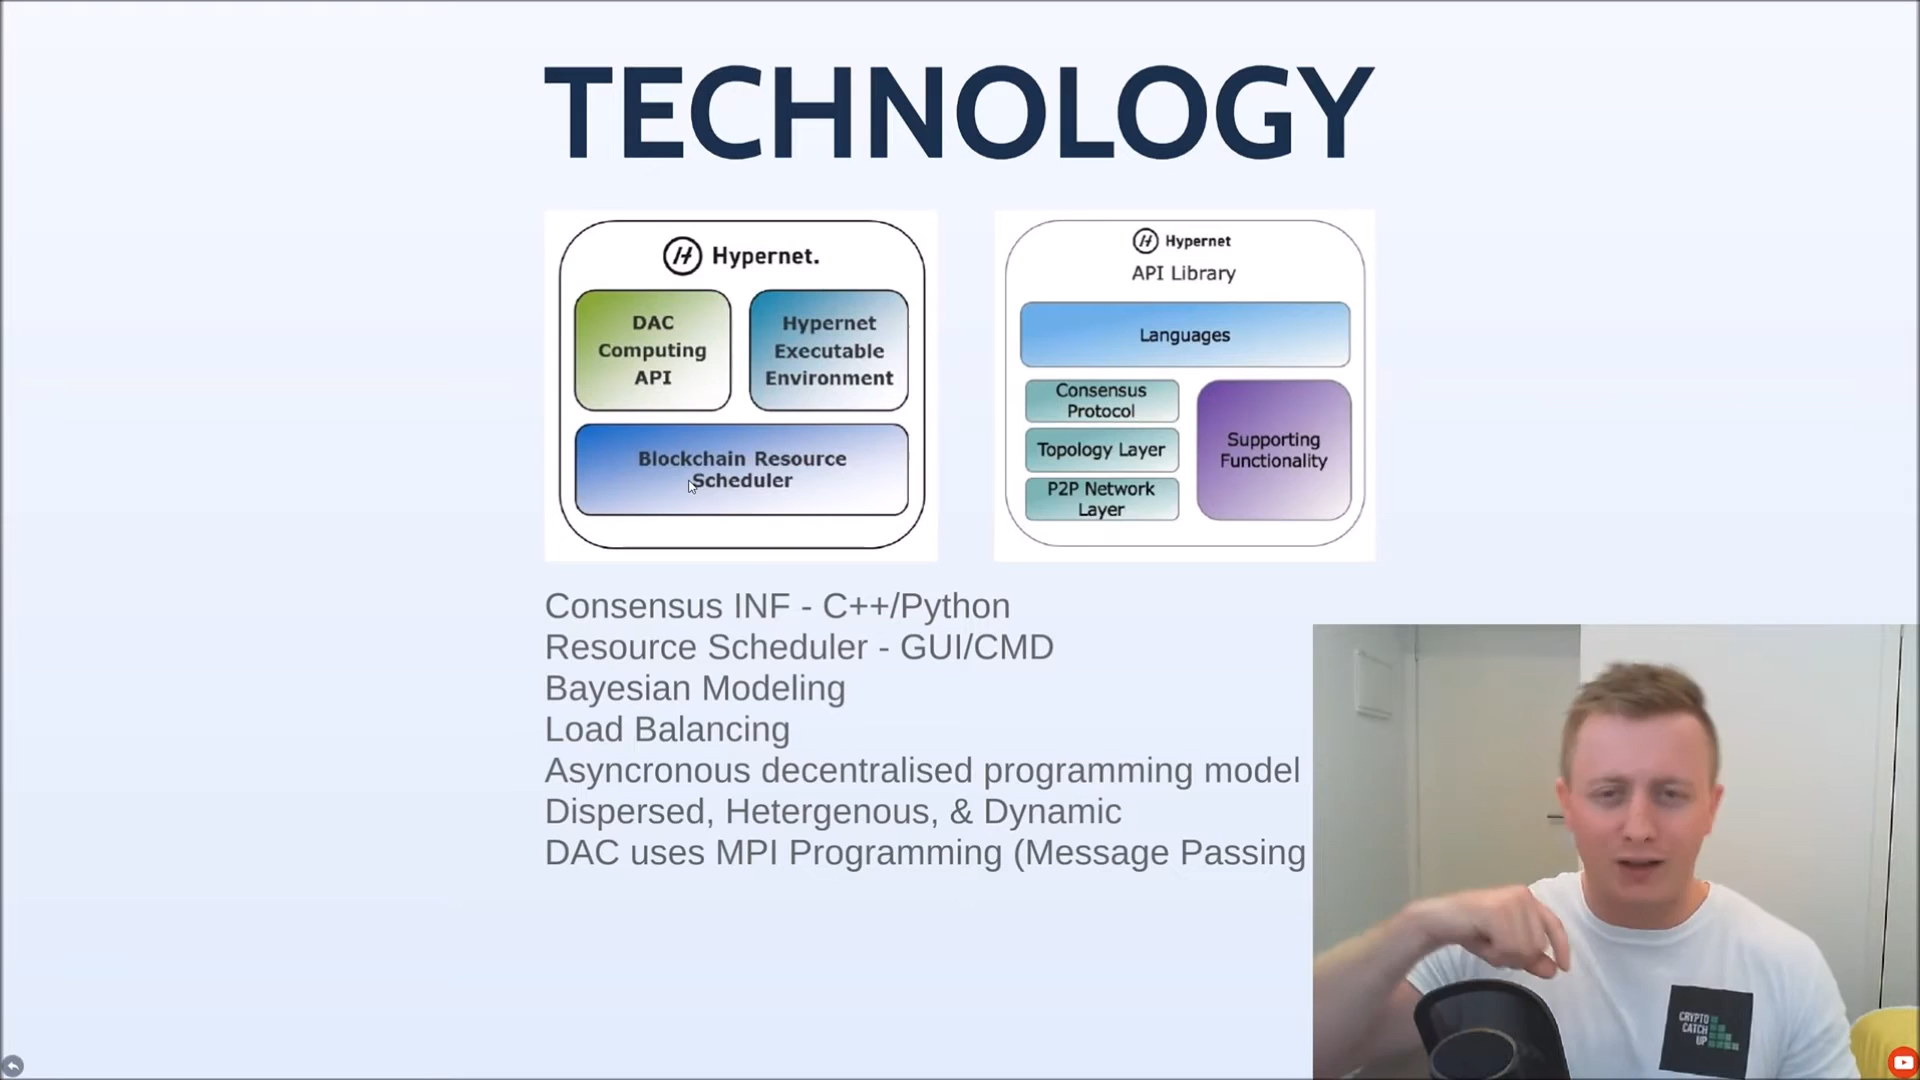 TECHNOLOGY
Hypernet.
DAC
Computing
API
Hypernet
Executable
Environment
Blockchain Resource
Scheduler
Hypernet
API Library
Languages
Consensus
Protocol
Topology Layer
P2P Network
Layer
Supporting
Functionality
Consensus INF - C++/Python
Resource Scheduler - GUI/CMD
Bayesian Modeling
Load Balancing
Asyncronous decentralised programming model
Dispersed, Hetergenous, & Dynamic
DAC uses MPI Programming (Message Passing
CRYPTO
CATCH
UP